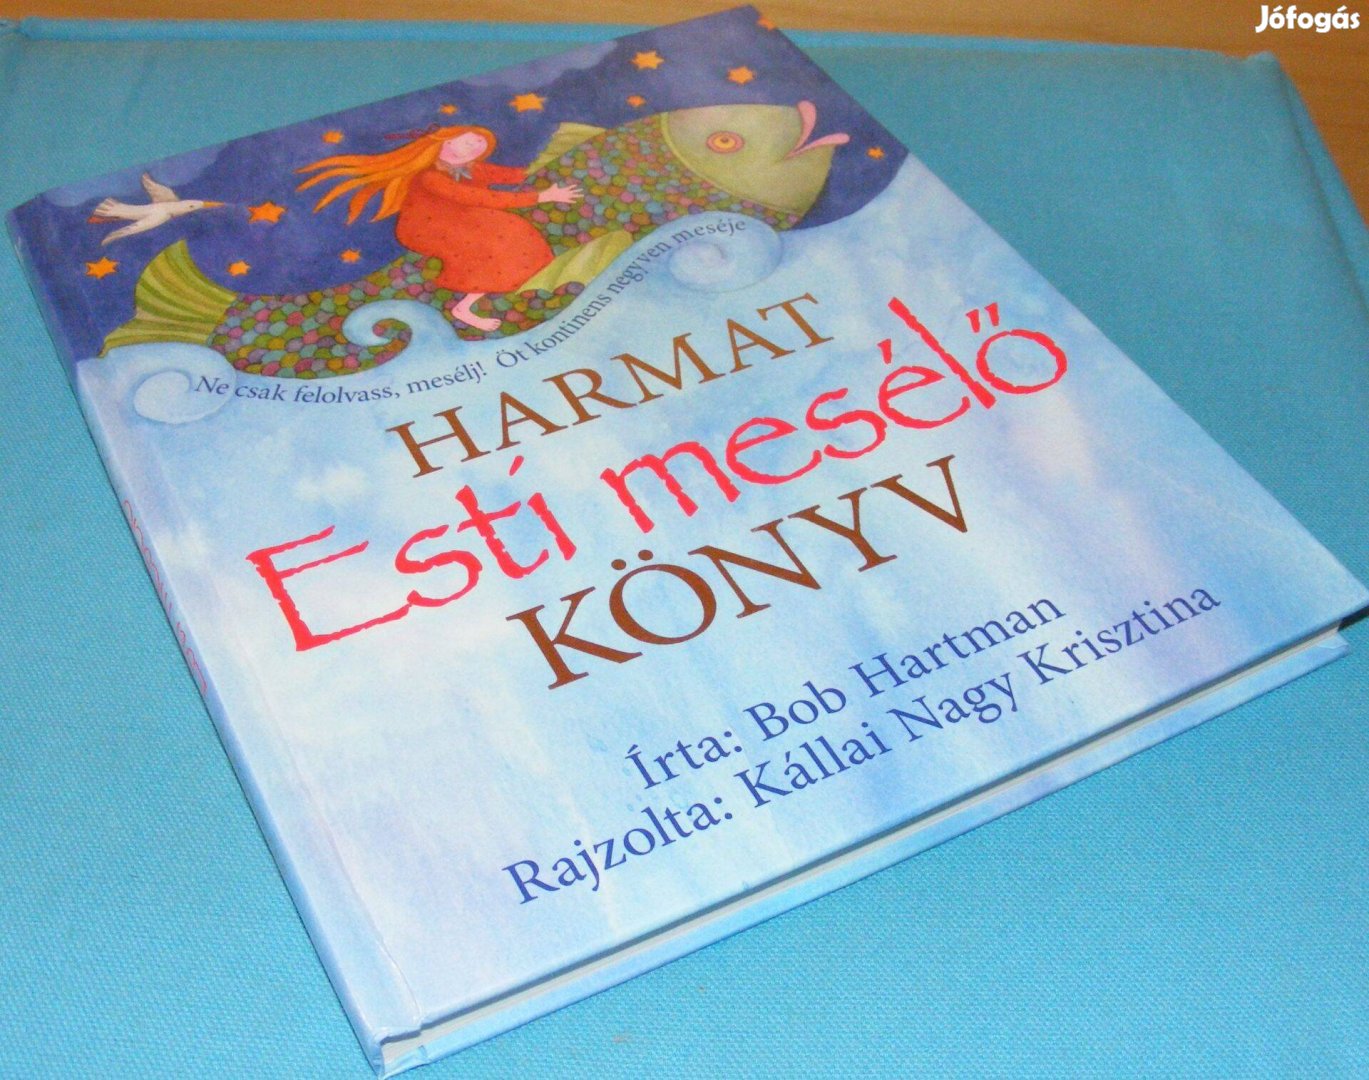 Jófogás
Ne csak felolvass, mesélj! Öt kontinens negyven meséje
HARMAT
Esti mesélő
KÖNYV
Írta: Bob Hartman
Rajzolta: Kállai Nagy Krisztina